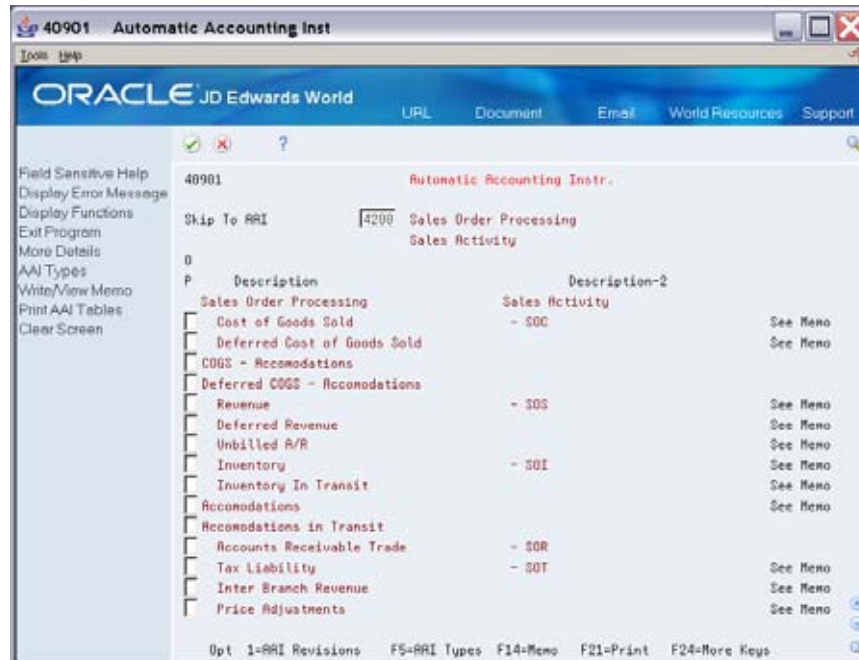 40901 Automatic Accounting Inst
Tools Help
ORACLE JD Edwards World
URL Document Email World Resources Support
?
Field Sensitive Help
Display Error Message
Display Functions
Exit Program
More Details
AAI Types
Write/View Memo
Print AAI Tables
Clear Screen
40901 Automatic Accounting Instr.
Skip To AAI 4200 Sales Order Processing
Sales Activity
O
P Description Description-2
Sales Order Processing Sales Activity
Cost of Goods Sold - SOC See Memo
Deferred Cost of Goods Sold See Memo
COGS - Accomodations
Deferred COGS - Accomodations
Revenue - SOS See Memo
Deferred Revenue See Memo
Unbilled A/R See Memo
Inventory - SOI See Memo
Inventory In Transit See Memo
Accomodations See Memo
Accomodations in Transit
Accounts Receivable Trade - SOR
Tax Liability - SOT See Memo
Inter Branch Revenue See Memo
Price Adjustments See Memo
Opt 1=AAI Revisions F5=AAI Types F14=Memo F21=Print F24=More Keys